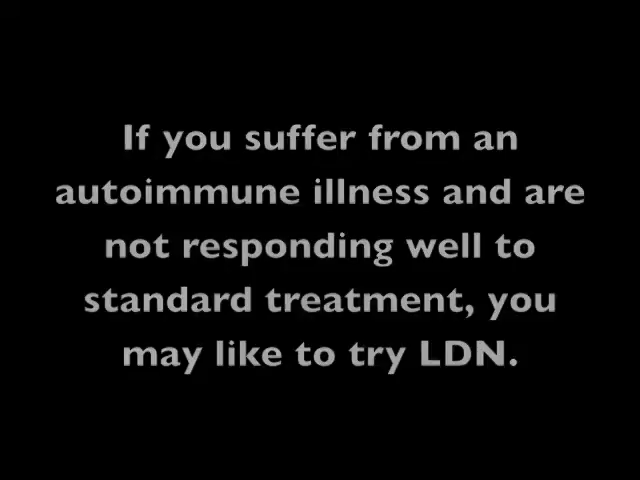 If you suffer from an
autoimmune illness and are
not responding well to
standard treatment, you
may like to try LDN.